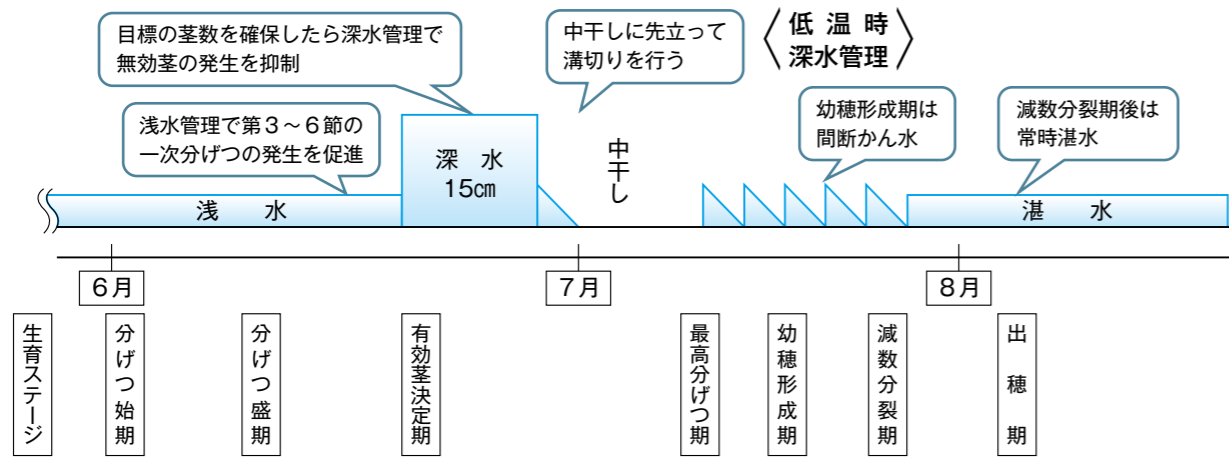 目標の茎数を確保したら深水管理で
無効茎の発生を抑制
中干しに先立って
溝切りを行う
〈低温時
深水管理〉
浅水管理で第3～6節の
一次分げつの発生を促進
幼穂形成期は
間断かん水
減数分裂期後は
常時湛水
浅水
深水
15㎝
中干し
湛水
6月
7月
8月
生育ステージ
分げつ始期
分げつ盛期
有効茎決定期
最高分げつ期
幼穂形成期
減数分裂期
出穂期